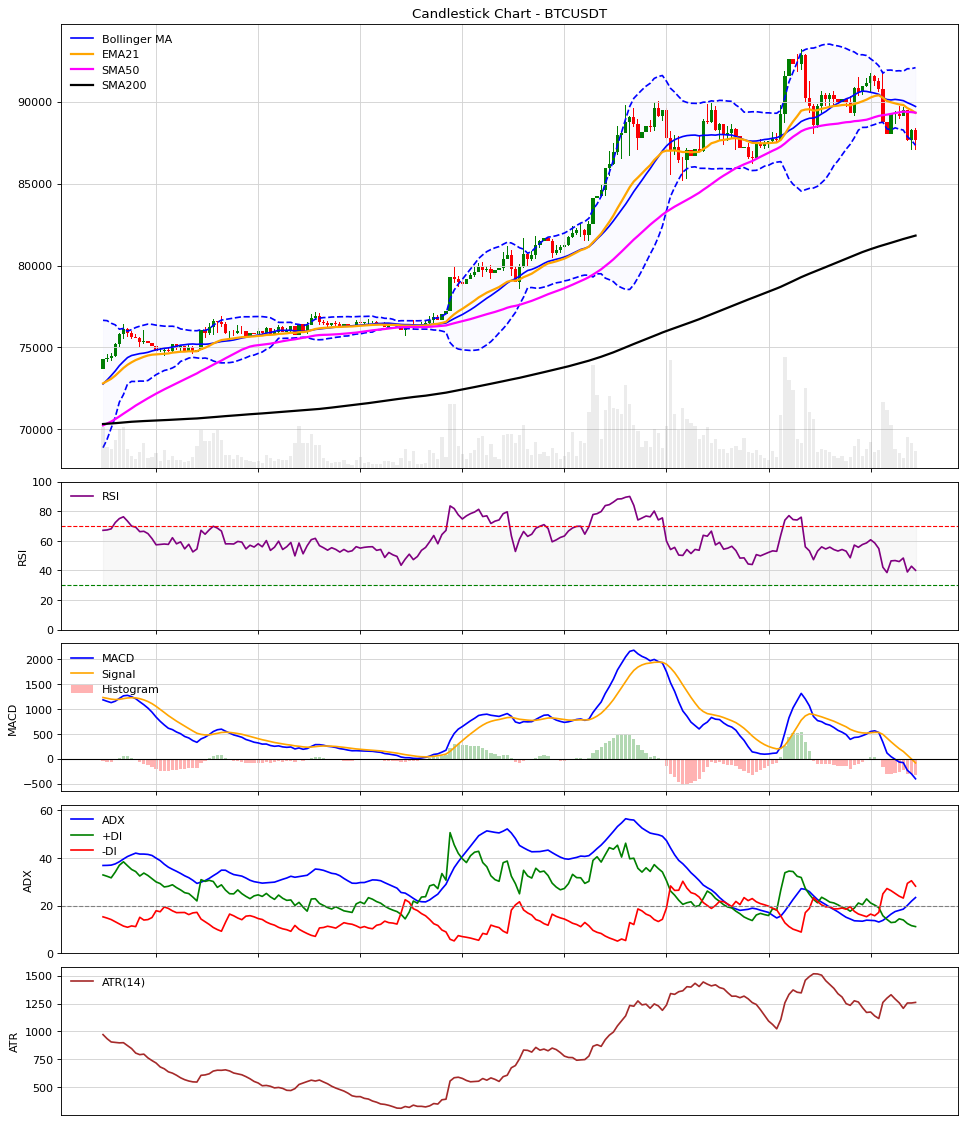 Candlestick Chart - BTCUSDT
Bollinger MA
EMA21
SMA50
SMA200
90000
85000
80000
75000
70000
100
80
60
40
20
0
RSI
RSI
2000
1500
1000
500
0
−500
MACD
MACD
Signal
Histogram
60
40
20
0
ADX
ADX
+DI
-DI
1500
1250
1000
750
500
ATR
ATR(14)